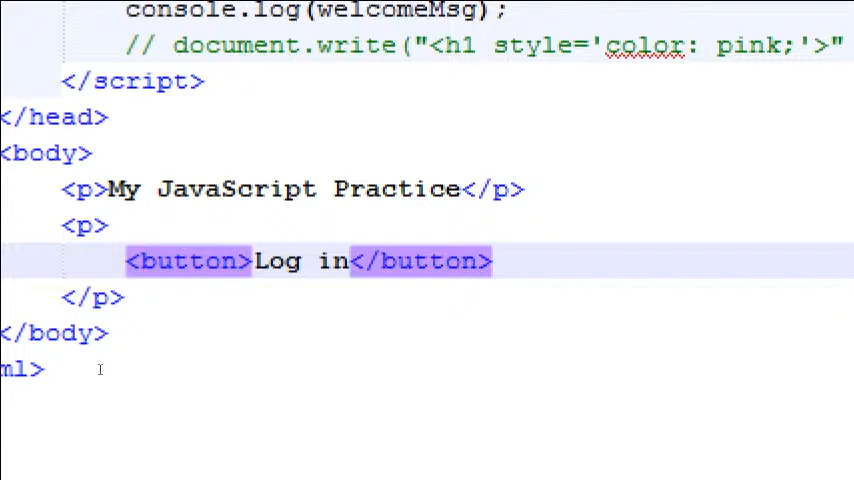 console.log(welcomeMsg);
// document.write("<h1 style='color: pink;'>"
</script>
</head>
<body>
<p>My JavaScript Practice</p>
<p>
<button>Log in</button>
</p>
</body>
ml>